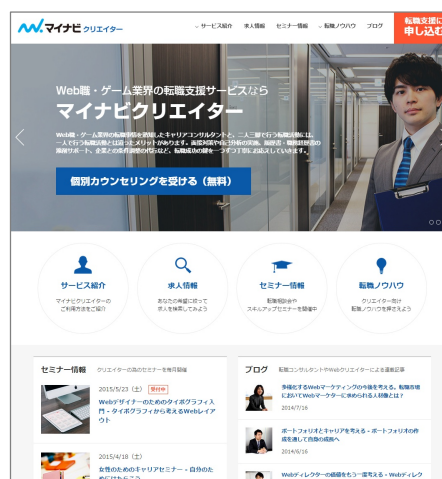 マイナビ クリエイター
サービス紹介 求人情報 セミナー情報 転職ノウハウ ブログ
転職支援に
申し込む
Web職・ゲーム業界の転職支援サービスなら
マイナビクリエイター
個別カウンセリングを受ける（無料）
サービス紹介 求人情報 セミナー情報 転職ノウハウ
マイナビクリエイターの
ご利用方法をご紹介
あなたの希望に沿って
求人を検索してみよう
転職相談会や
スキルアップセミナーを開催中
クリエイター向け
転職ノウハウを押さえよう
セミナー情報 クリエイターの為のセミナーを毎月開催
2015/5/23（土） 受付中
Webデザイナーのためのタイポグラフィ入
門 - タイポグラフィから考えるWebレイア
ウト
2015/4/18（土）
女性のためのキャリアセミナー - 自分のた
ブログ 転職コンサルタントやWebクリエイターによる連載記事
多様化するWebマーケティングの今後を考える。転職市場
においてWebマーケターに求められる人材像とは？
2014/7/16
ポートフォリオとキャリアを考える - ポートフォリオの作
成を通して自身の成長へ
2014/6/16
Webディレクターの価値をもう一度考える - Webディレク